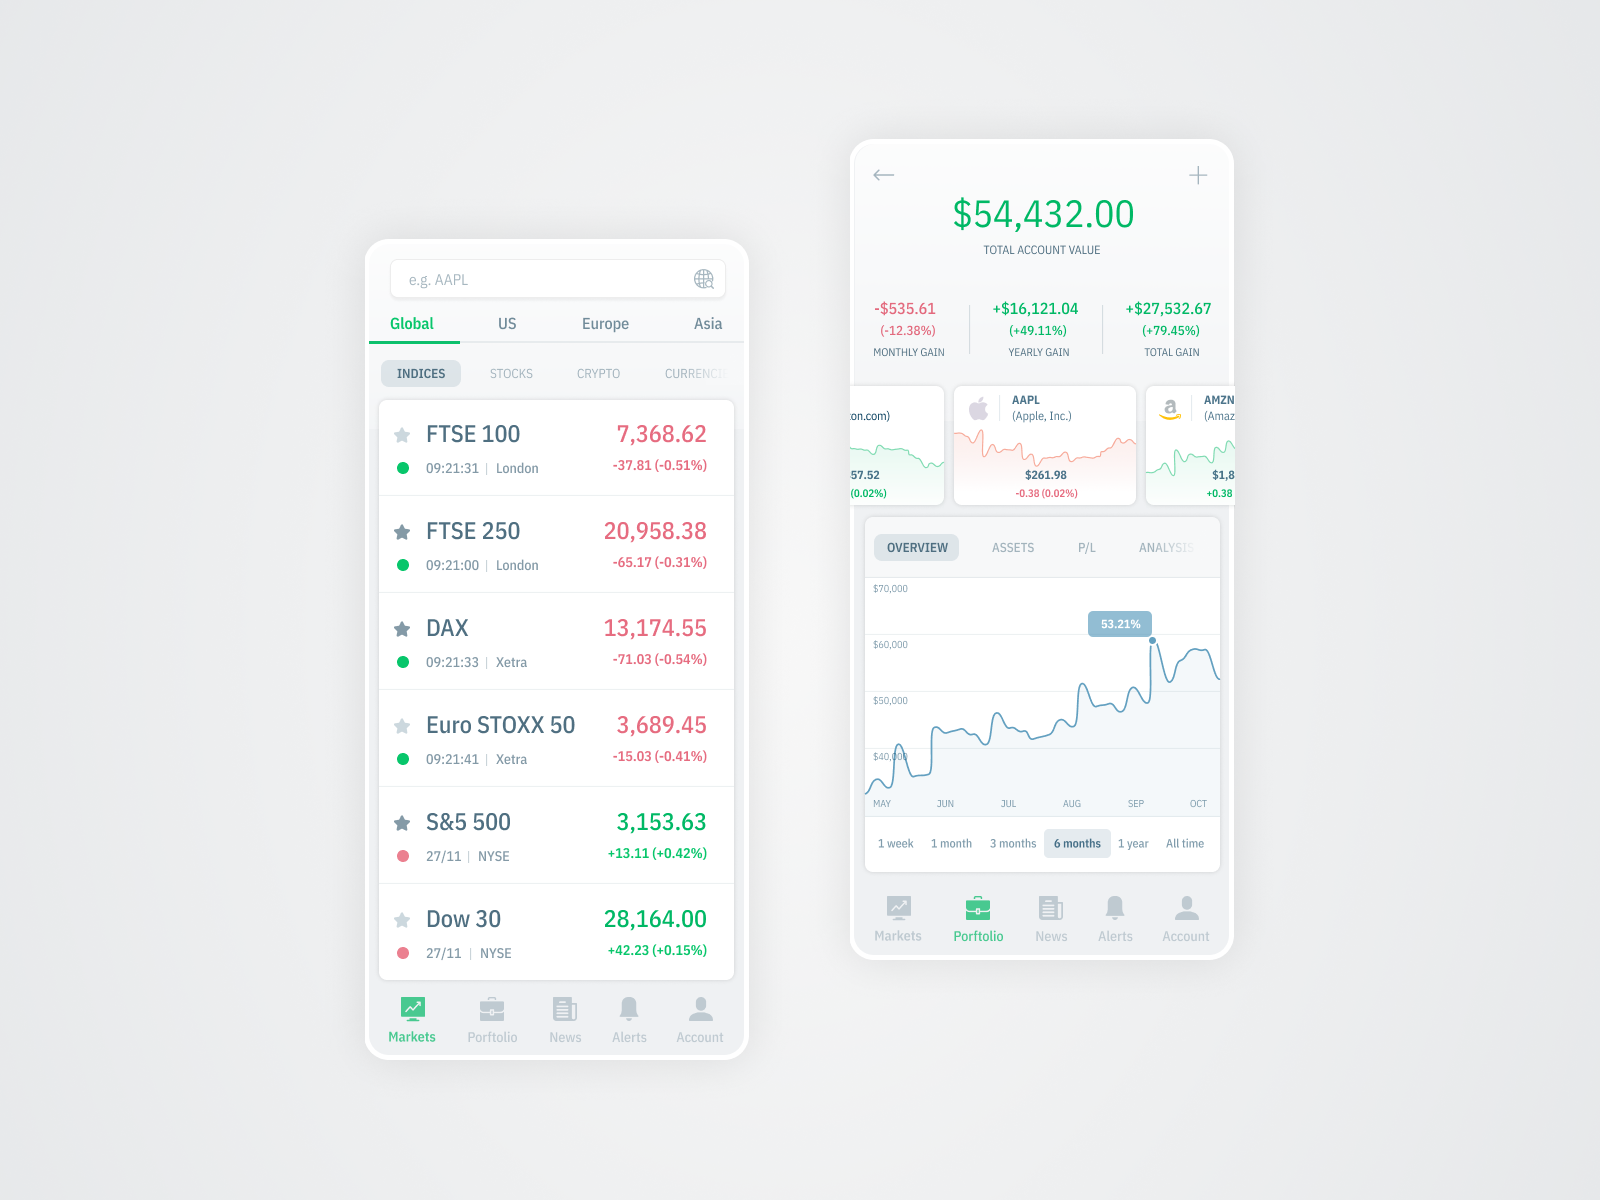 e.g. AAPL
Global US Europe Asia
INDICES STOCKS CRYPTO CURRENCI
FTSE 100 7,368.62
09:21:31 | London -37.81 (-0.51%)
FTSE 250 20,958.38
09:21:00 | London -65.17 (-0.31%)
DAX 13,174.55
09:21:33 | Xetra -71.03 (-0.54%)
Euro STOXX 50 3,689.45
09:21:41 | Xetra -15.03 (-0.41%)
S&5 500 3,153.63
27/11 | NYSE +13.11 (+0.42%)
Dow 30 28,164.00
27/11 | NYSE +42.23 (+0.15%)
Markets Porftolio News Alerts Account
$54,432.00
TOTAL ACCOUNT VALUE
-$535.61 +$16,121.04 +$27,532.67
(-12.38%) (+49.11%) (+79.45%)
MONTHLY GAIN YEARLY GAIN TOTAL GAIN
on.com)
57.52
(0.02%)
AAPL
(Apple, Inc.)
$261.98
-0.38 (0.02%)
a
AMZN
(Amaz
$1,8
+0.38
OVERVIEW ASSETS P/L ANALYSIS
$70,000
53.21%
$60,000
$50,000
$40,000
MAY JUN JUL AUG SEP OCT
1 week 1 month 3 months 6 months 1 year All time
Markets Porftolio News Alerts Account